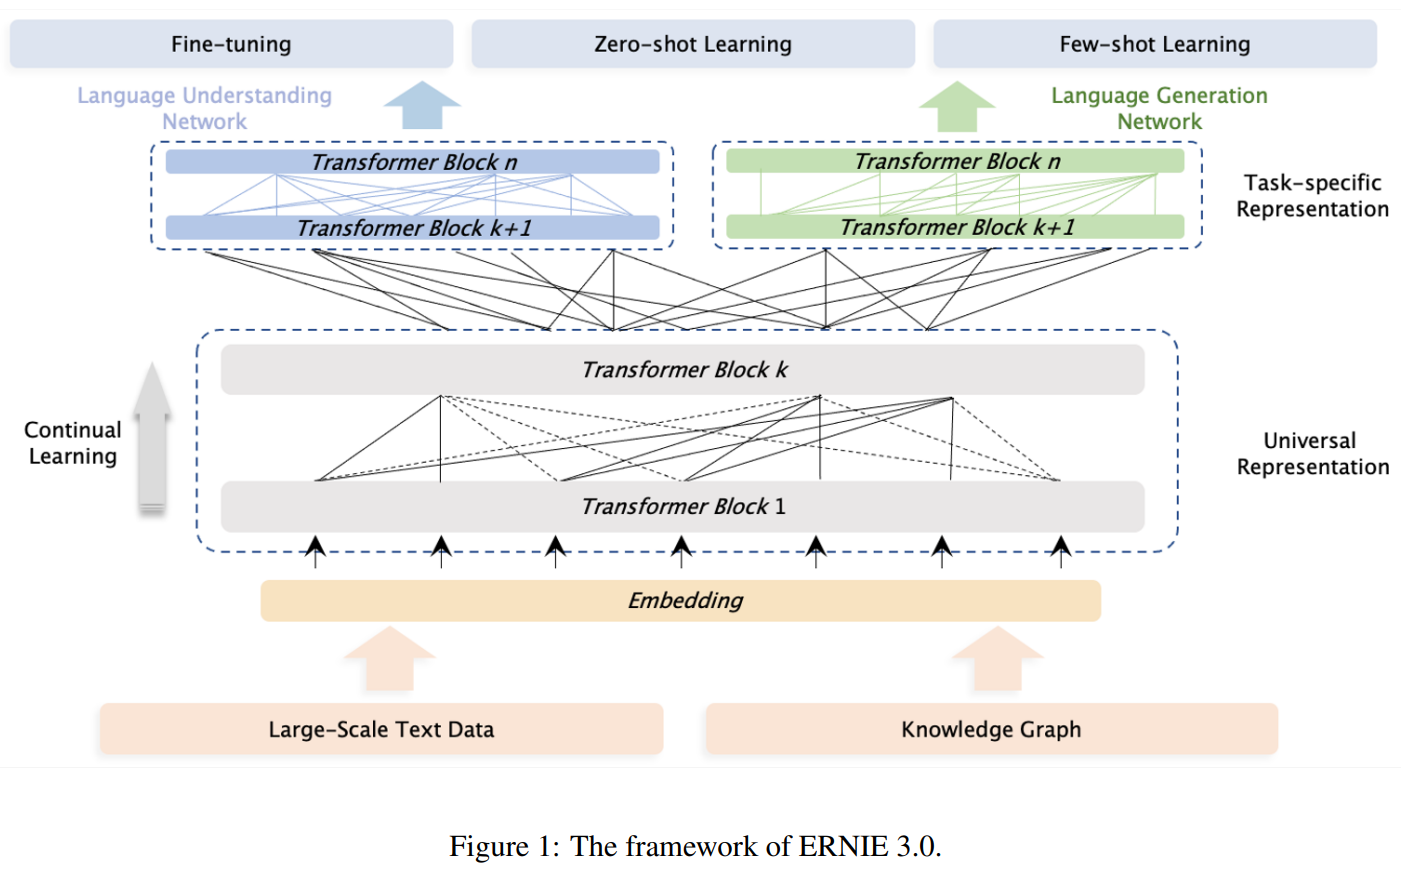 Fine-tuning
Zero-shot Learning
Few-shot Learning
Language Understanding
Network
Language Generation
Network
Transformer Block n
Transformer Block k+1
Transformer Block n
Transformer Block k+1
Task-specific
Representation
Transformer Block k
Continual
Learning
Universal
Representation
Transformer Block 1
Embedding
Large-Scale Text Data
Knowledge Graph
Figure 1: The framework of ERNIE 3.0.